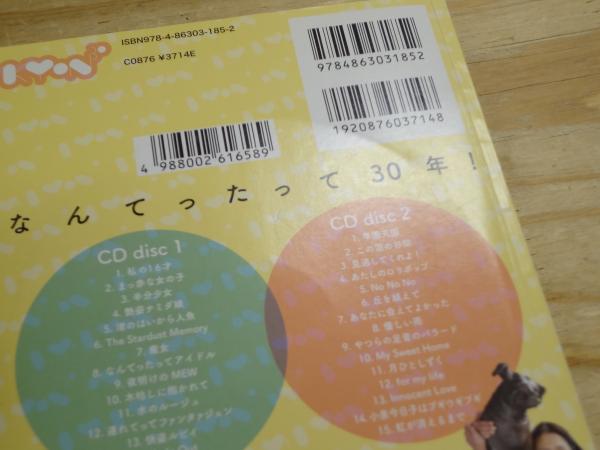 ISBN978-4-86303-185-2
C0876 ¥3714E
9784863031852
1920876037148
4 988002 616589
なんてったって30年!
CD disc 1
1. 私の16才
2. まっ赤な女の子
3. 半分少女
4. 艶姿ナミダ娘
5. 渚のはいから人魚
6. The Stardust Memory
7. 魔女
8. なんてったってアイドル
9. 夜明けのMEW
10. 木枯しに抱かれて
11. 水のルージュ
12. 連れてってファンタァジェン
13. 快盗ルビイ
CD disc 2
1. 学園天国
2. この涙の谷間
3. 見逃してくれよ!
4. あたしのロリポップ
5. No No No
6. 丘を越えて
7. あなたに会えてよかった
8. 優しい雨
9. やつらの足音のバラード
10. My Sweet Home
11. 月ひとしずく
12. for my life
13. Innocent Love
14. 小泉今日子はブギウギブギ
15. 虹が消えるまで